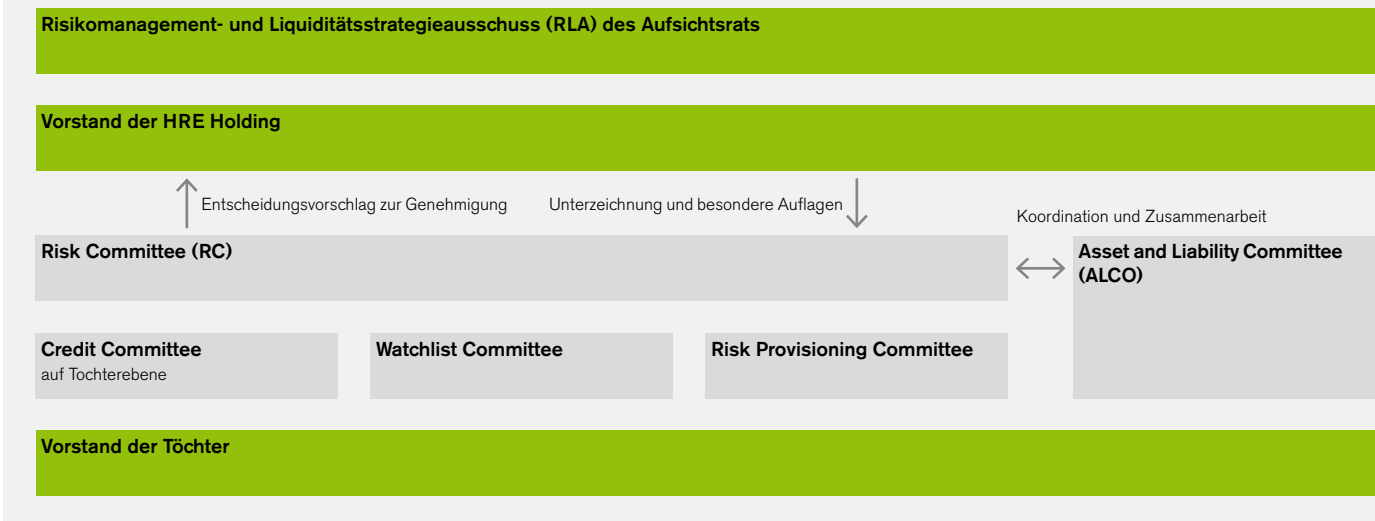 Risikomanagement- und Liquiditätsstrategieausschuss (RLA) des Aufsichtsrats
Vorstand der HRE Holding
Entscheidungsvorschlag zur Genehmigung
Unterzeichnung und besondere Auflagen
Koordination und Zusammenarbeit
Risk Committee (RC)
Asset and Liability Committee
(ALCO)
Credit Committee
auf Tochterebene
Watchlist Committee
Risk Provisioning Committee
Vorstand der Töchter